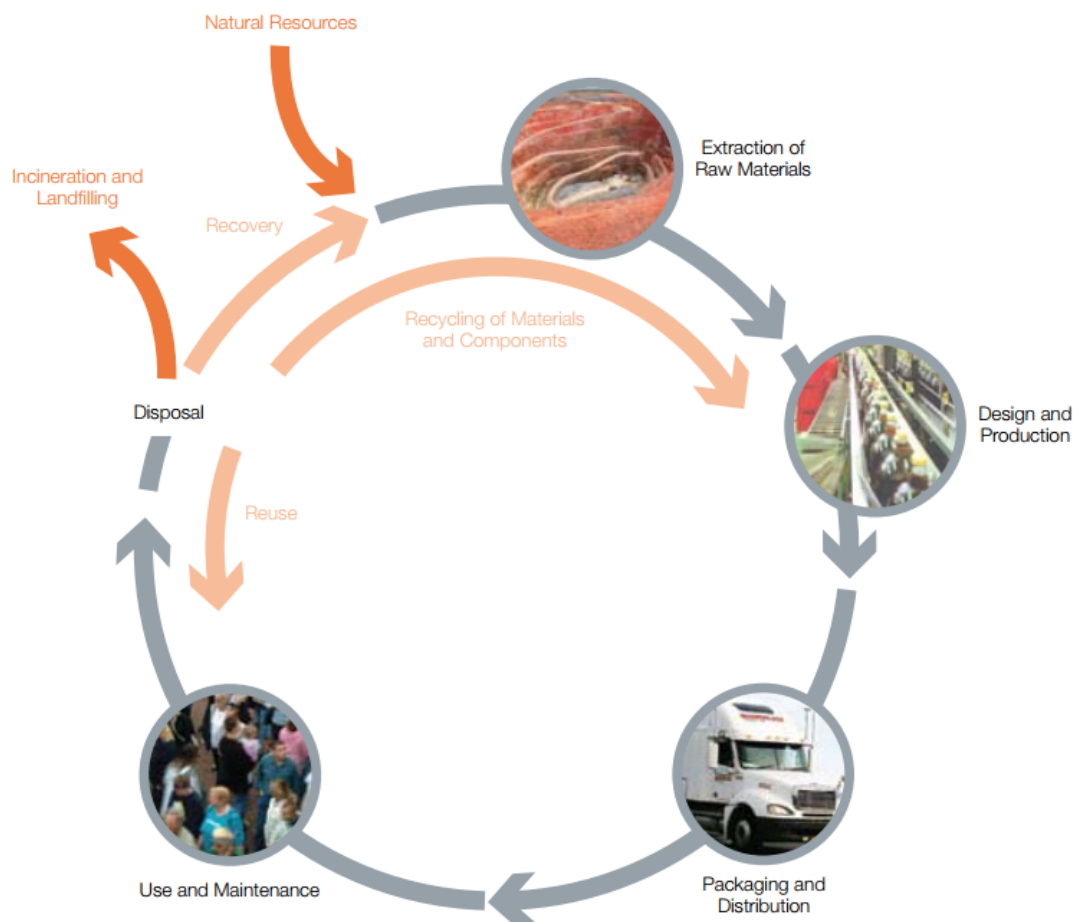 Natural Resources
Extraction of
Raw Materials
Incineration and
Landfilling
Recovery
Recycling of Materials
and Components
Disposal
Design and
Production
Reuse
Use and Maintenance
Packaging and
Distribution